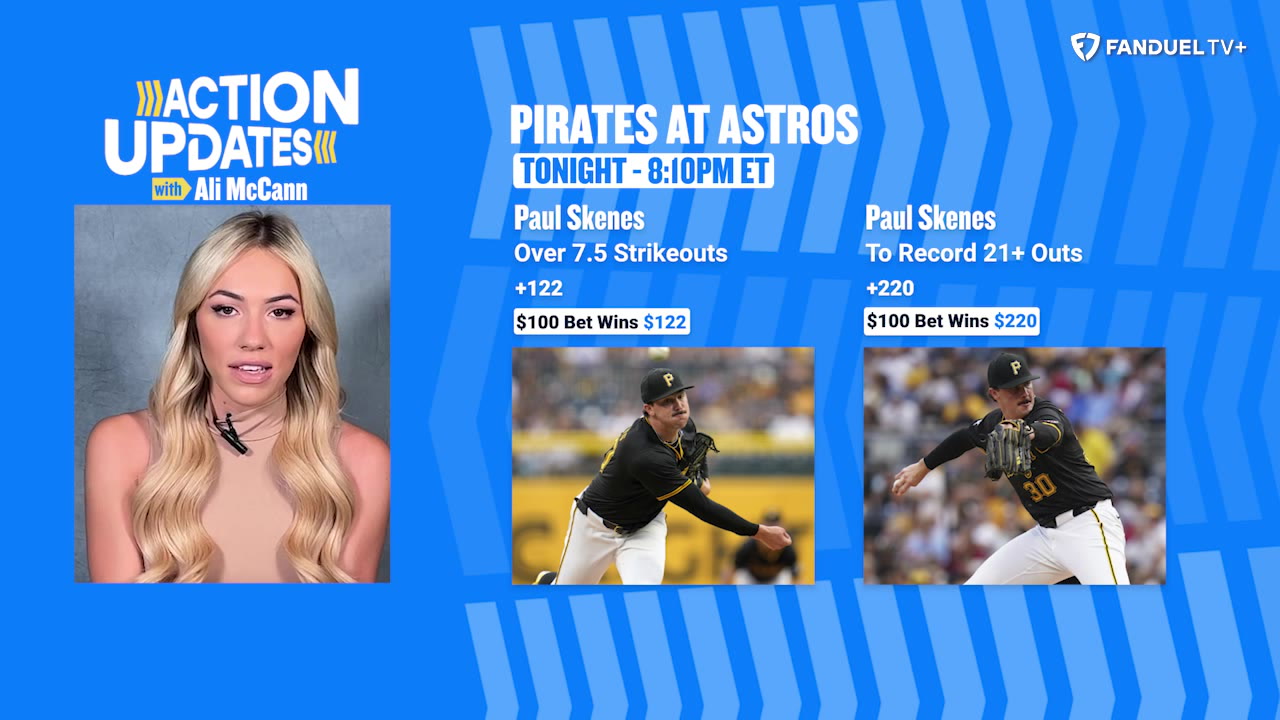 FANDUEL TV+
ACTION
UPDATES
with Ali McCann
PIRATES AT ASTROS
TONIGHT - 8:10PM ET
Paul Skenes
Over 7.5 Strikeouts
+122
$100 Bet Wins $122
P
Paul Skenes
To Record 21+ Outs
+220
$100 Bet Wins $220
P
30